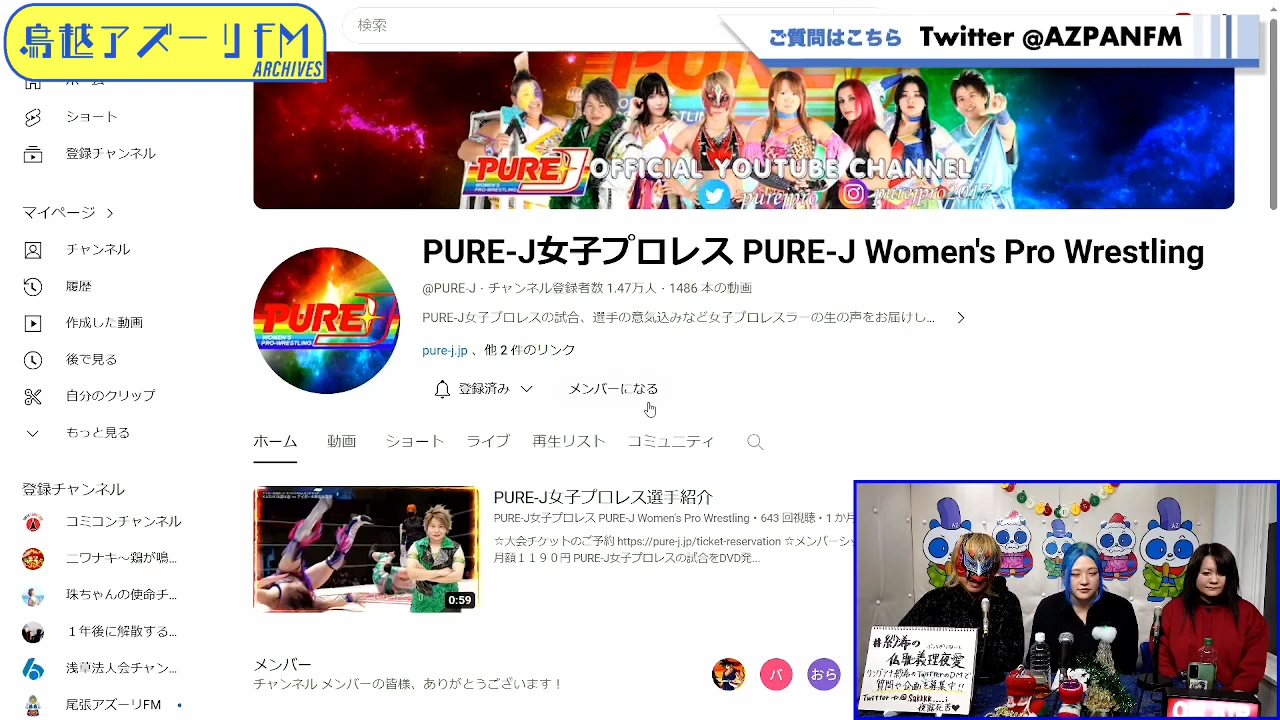 鳥越アズーリFM
ARCHIVES
検索
ご質問はこちら Twitter @AZPANFM
ホーム
ショート
登録チャンネル
マイページ
チャンネル
履歴
作成した動画
後で見る
自分のクリップ
もっと見る
登録チャンネル
コミコンチャンネル
ニワナキ〜鶏が鳴...
珠ちゃんの使命チ...
１年後に解散する...
浅草法人会チャン...
尾張アズーリFM
PURE-J OFFICIAL YOUTUBE CHANNEL
WOMEN'S PRO-WRESTLING
purejpro purejpro2017
PURE-J
WOMEN'S PRO-WRESTLING
PURE-J女子プロレス PURE-J Women's Pro Wrestling
@PURE-J・チャンネル登録者数 1.47万人・1486 本の動画
PURE-J女子プロレスの試合、選手の意気込みなど女子プロレスラーの生の声をお届けし...
pure-j.jp 、他 2 件のリンク
登録済み
メンバーになる
ホーム 動画 ショート ライブ 再生リスト コミュニティ
0:59
PURE-J女子プロレス選手紹介
PURE-J女子プロレス PURE-J Women's Pro Wrestling・643 回視聴・1 か月
☆大会チケットのご予約 https://pure-j.jp/ticket-reservation ☆メンバーシッ
月額１１９０円 PURE-J女子プロレスの試合をDVD発...
メンバー
チャンネル メンバーの皆様、ありがとうございます！
バ
おら